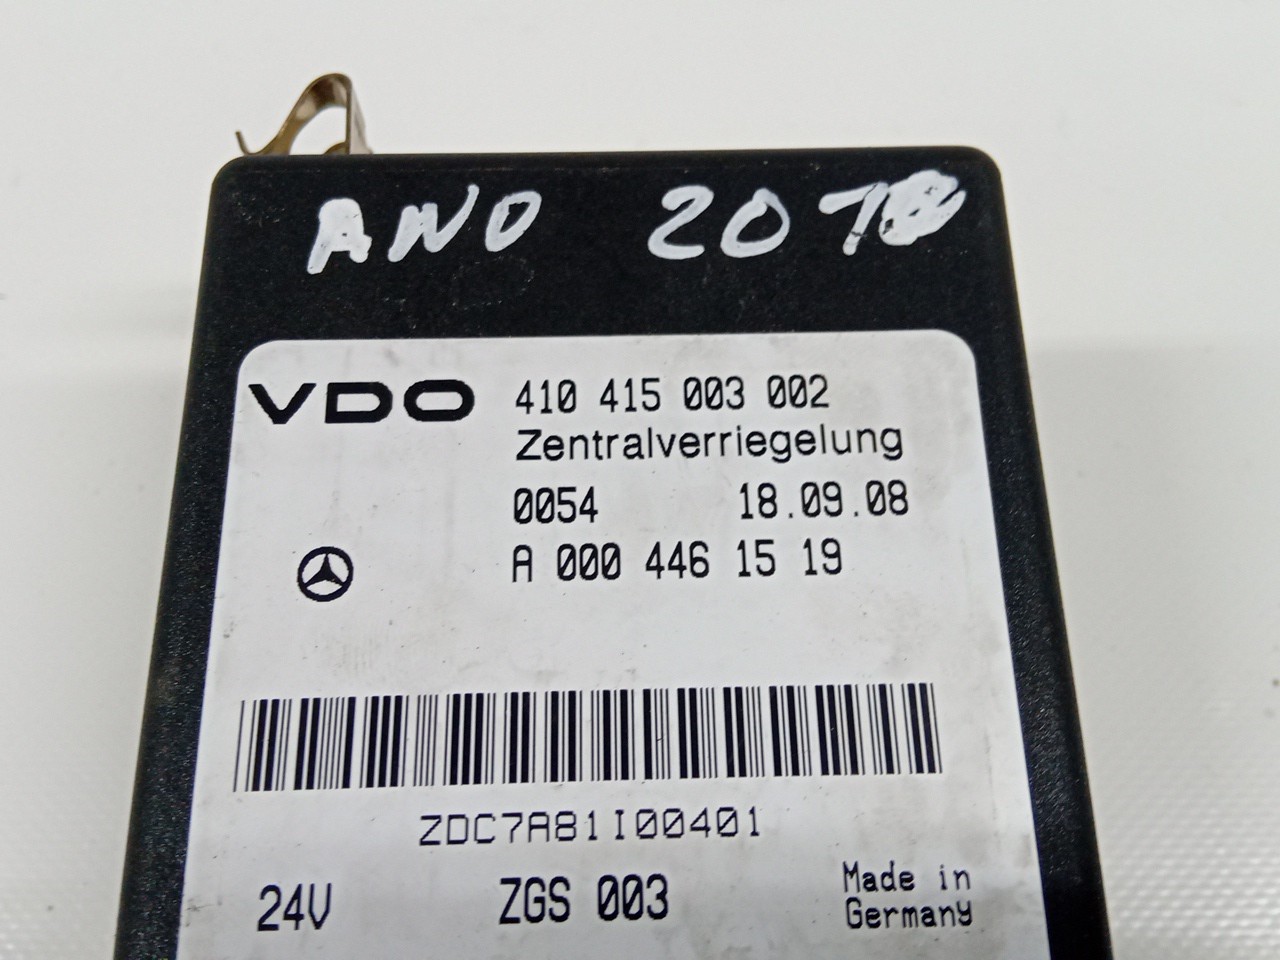 ANO
VDO 410 415 003 002
Zentralverriegelung
0054 18.09.08
A 000 446 15 19
ZDC7A81I00401
24V ZGS 003 Made in
Germany